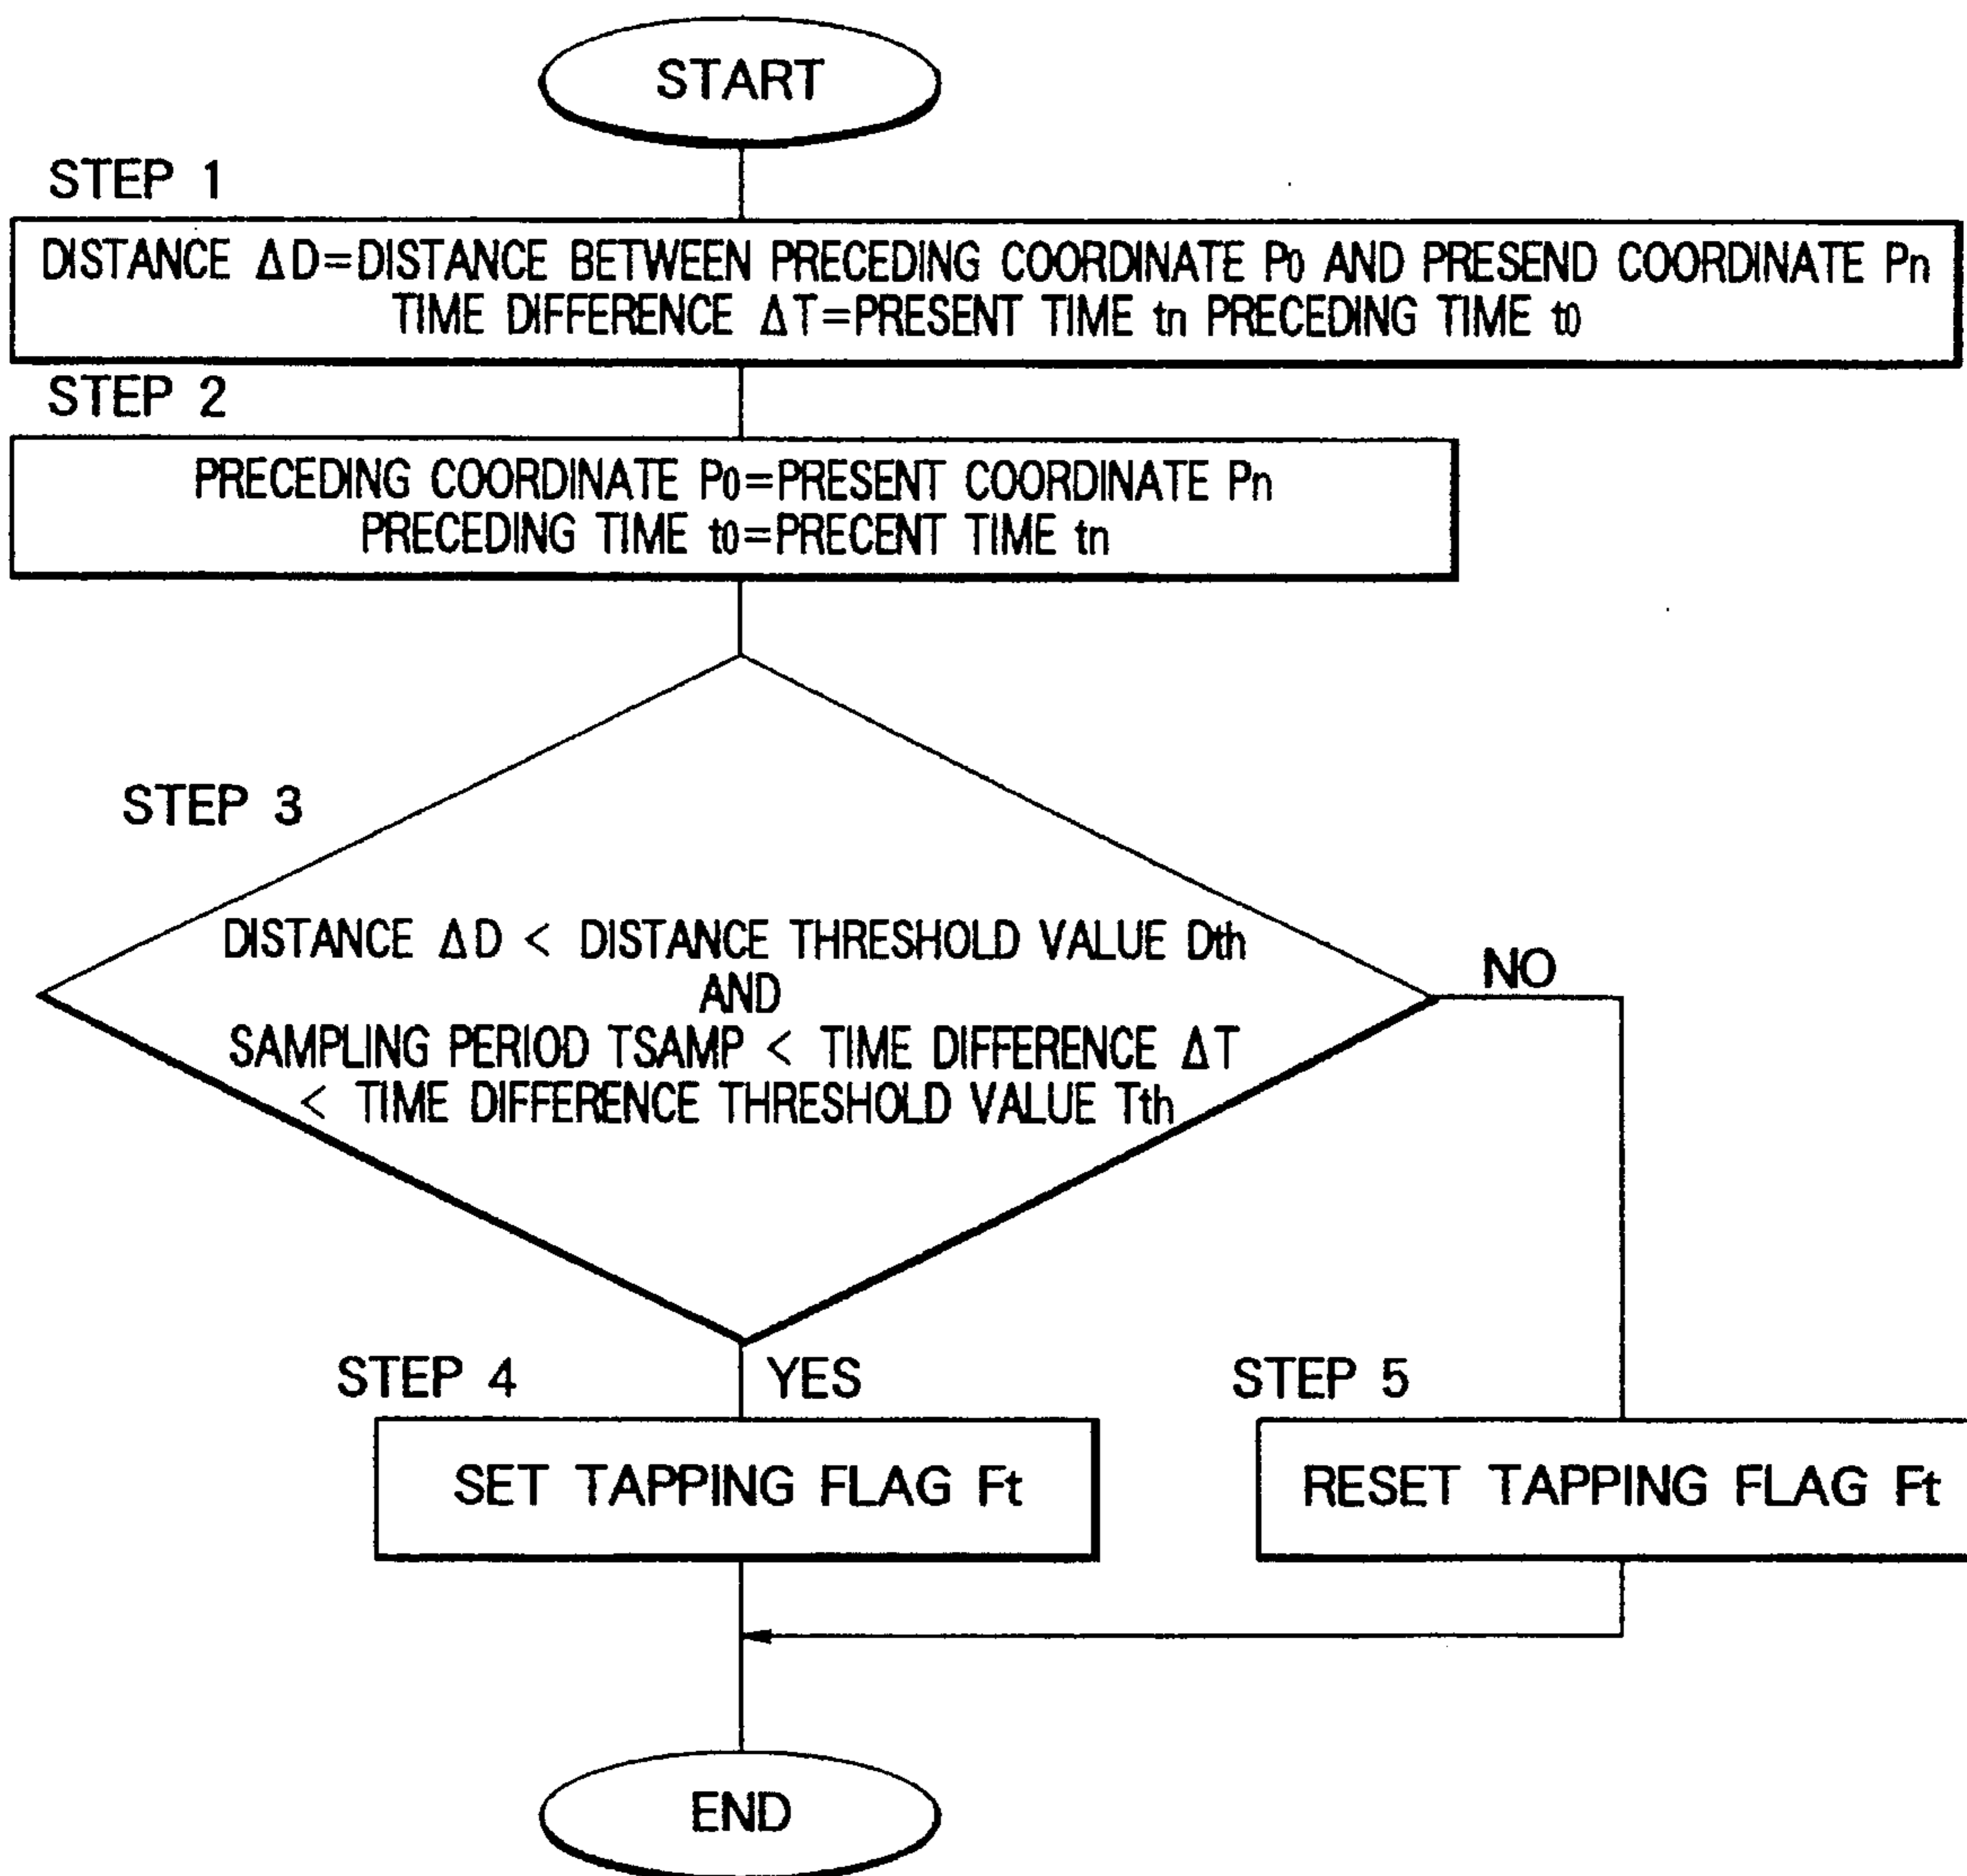 START
STEP 1
DISTANCE ΔD=DISTANCE BETWEEN PRECEDING COORDINATE P0 AND PRESEND COORDINATE Pn
TIME DIFFERENCE ΔT=PRESENT TIME tn PRECEDING TIME t0
STEP 2
PRECEDING COORDINATE P0=PRESENT COORDINATE Pn
PRECEDING TIME t0=PRECENT TIME tn
STEP 3
DISTANCE ΔD < DISTANCE THRESHOLD VALUE Dth
AND
SAMPLING PERIOD TSAMP < TIME DIFFERENCE ΔT
< TIME DIFFERENCE THRESHOLD VALUE Tth
NO
STEP 4
YES
STEP 5
SET TAPPING FLAG Ft
RESET TAPPING FLAG Ft
END